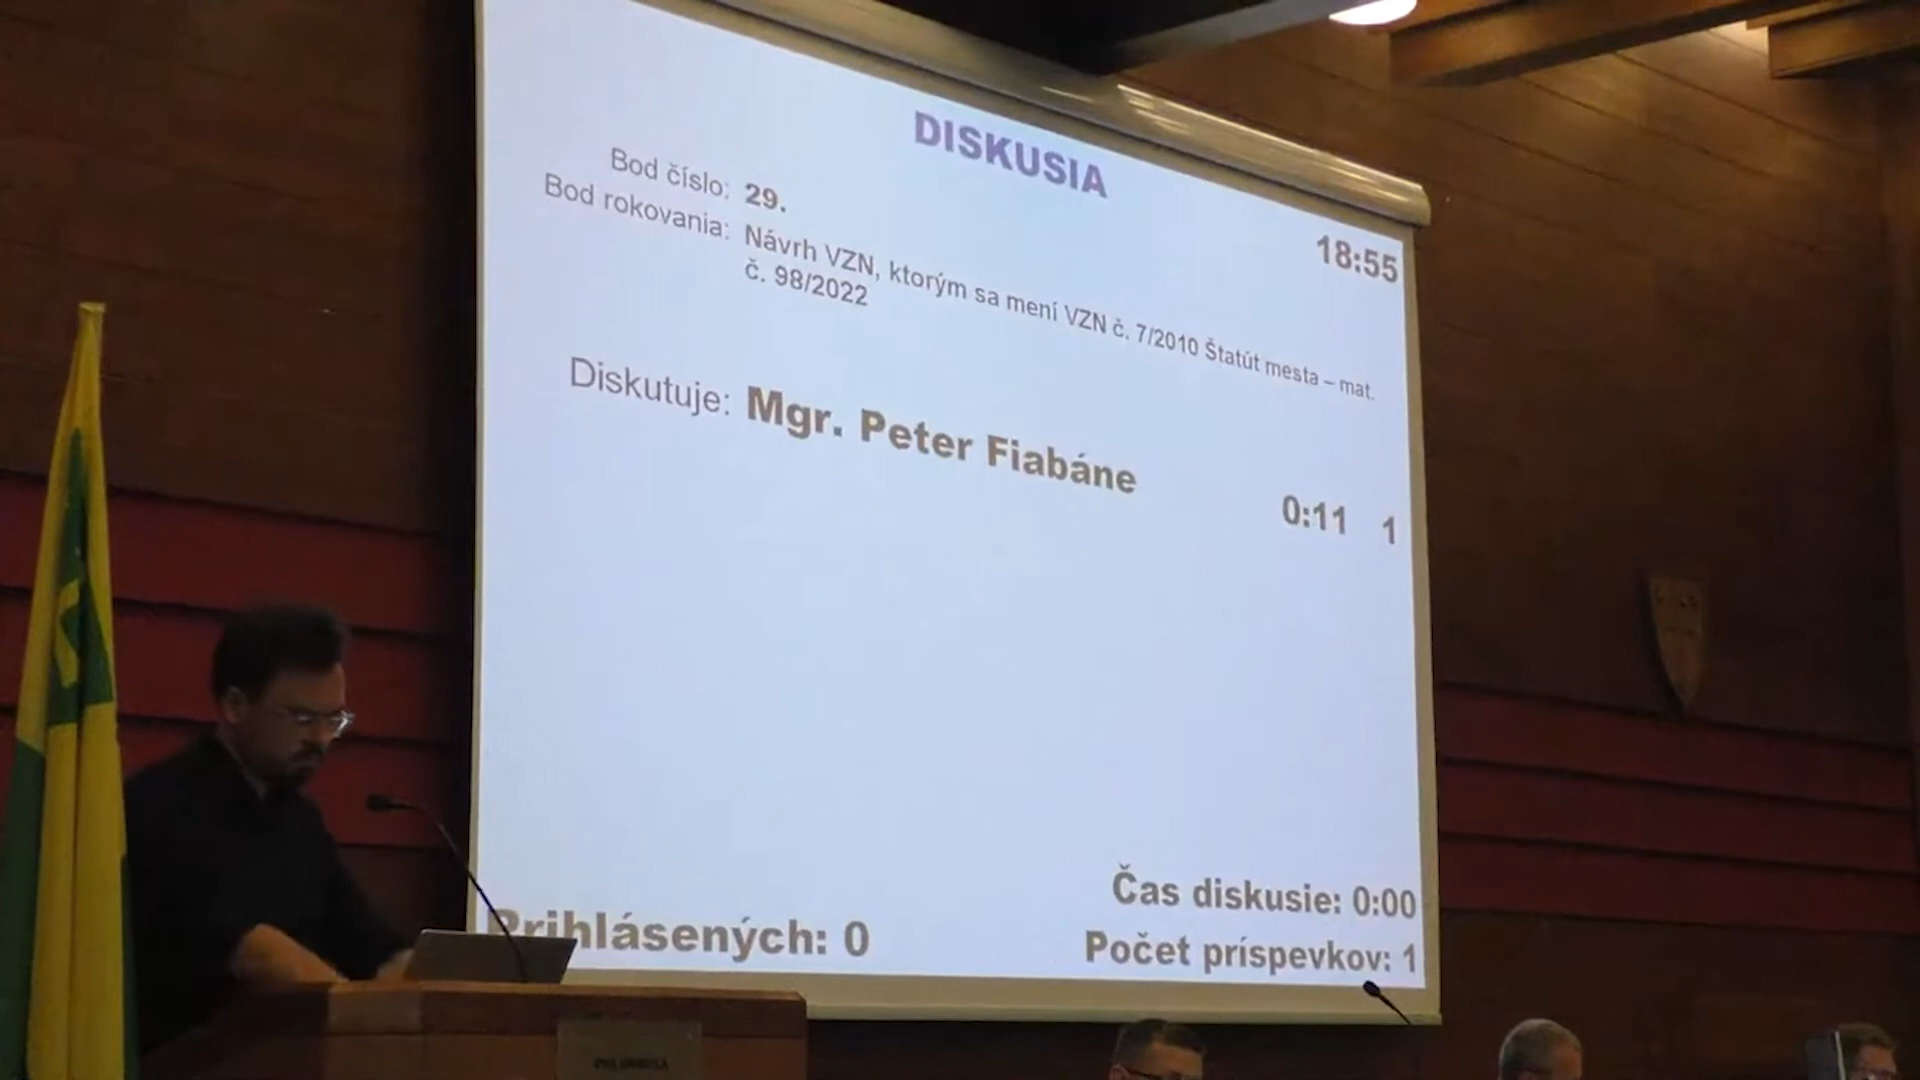 DISKUSIA
18:55
Bod číslo: 29.
Bod rokovania: Návrh VZN, ktorým sa mení VZN č. 7/2010 Štatút mesta – mat.
č. 98/2022
Diskutuje: Mgr. Peter Fiabáne
0:11 1
Čas diskusie: 0:00
Prihlásených: 0
Počet príspevkov: 1